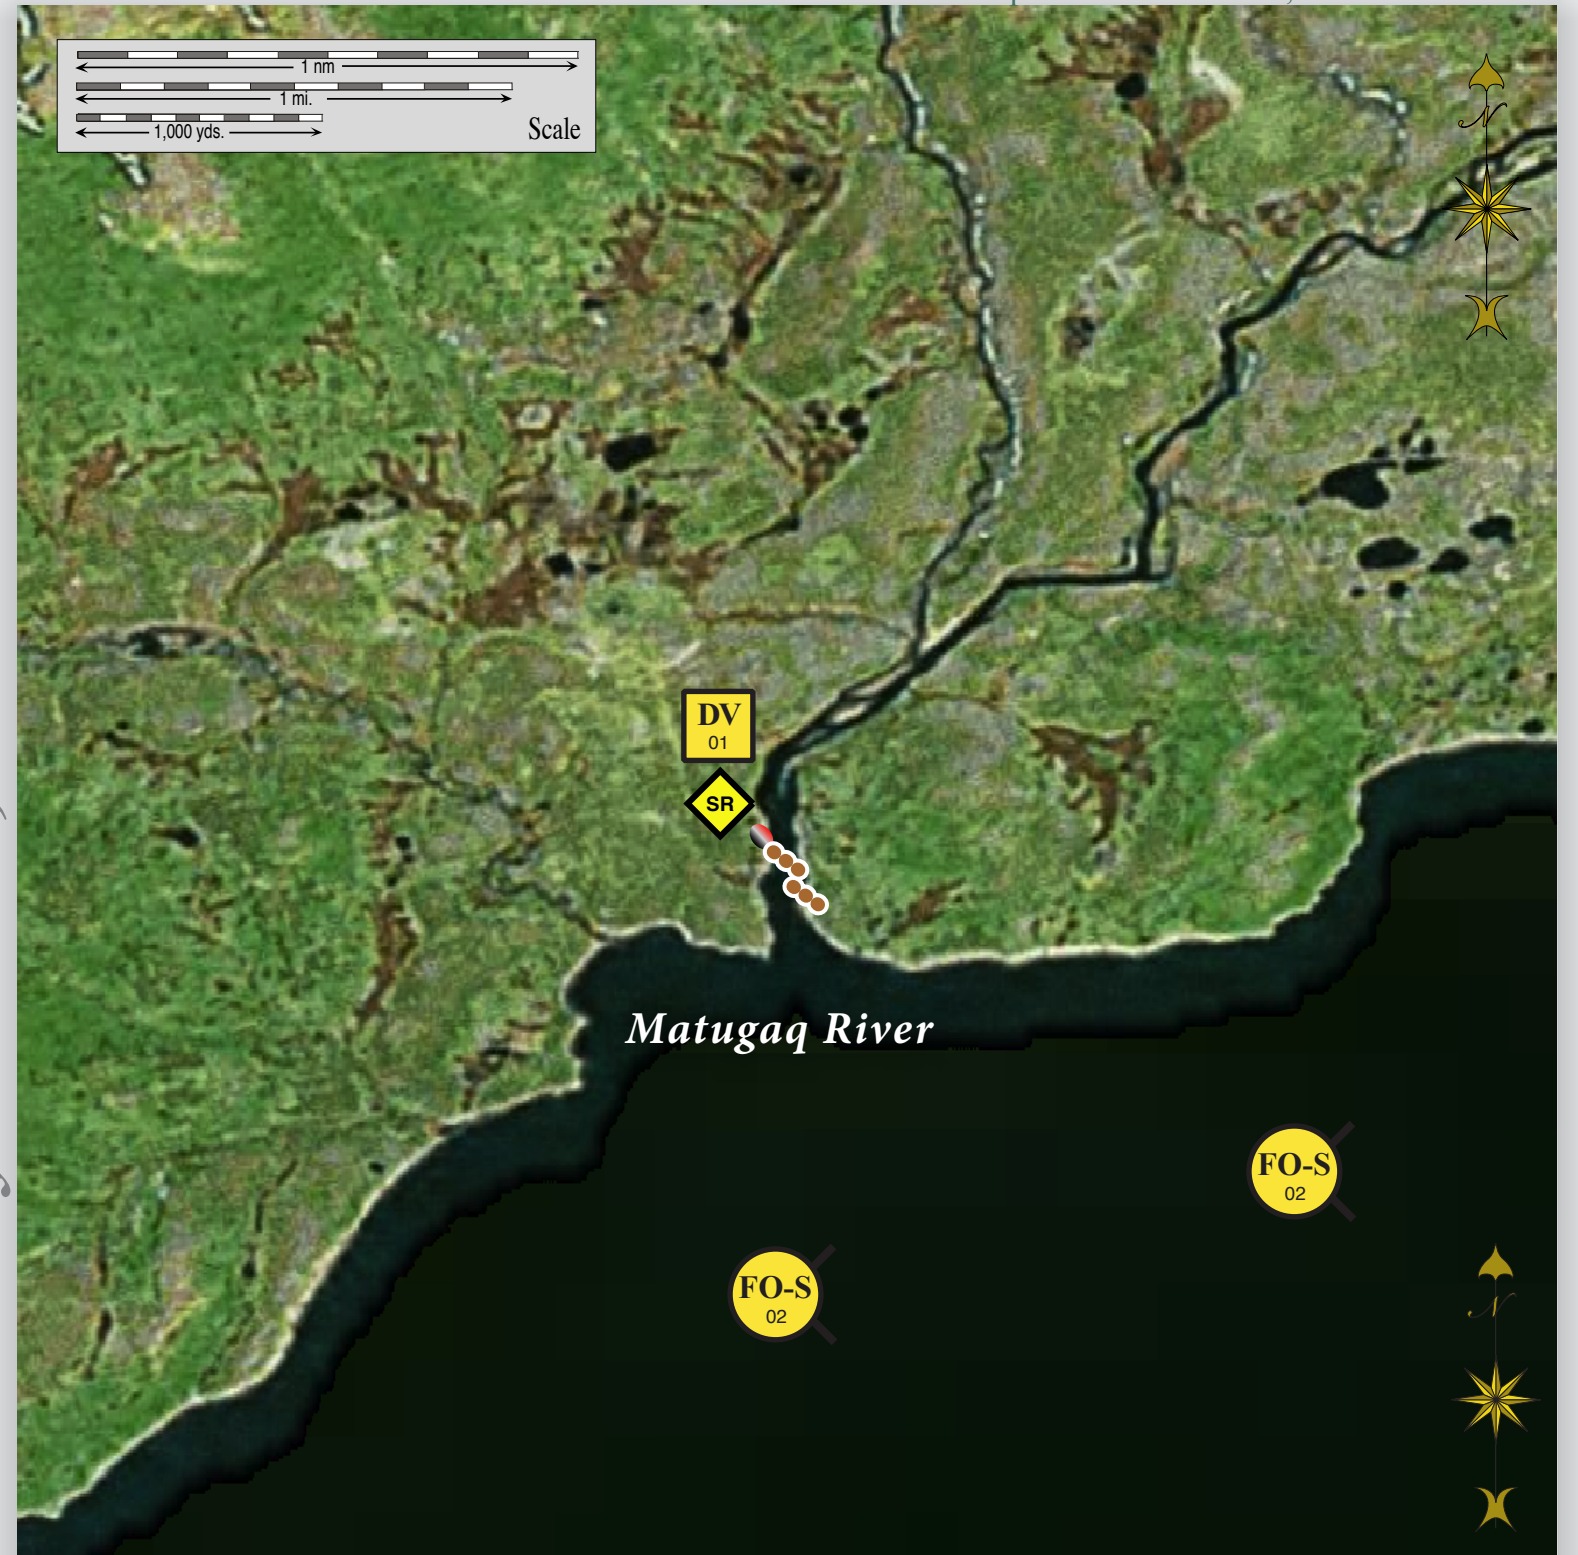 1 nm
1 mi.
1,000 yds.
Scale
N
DV
01
SR
Matugaq River
FO-S
02
FO-S
02
N